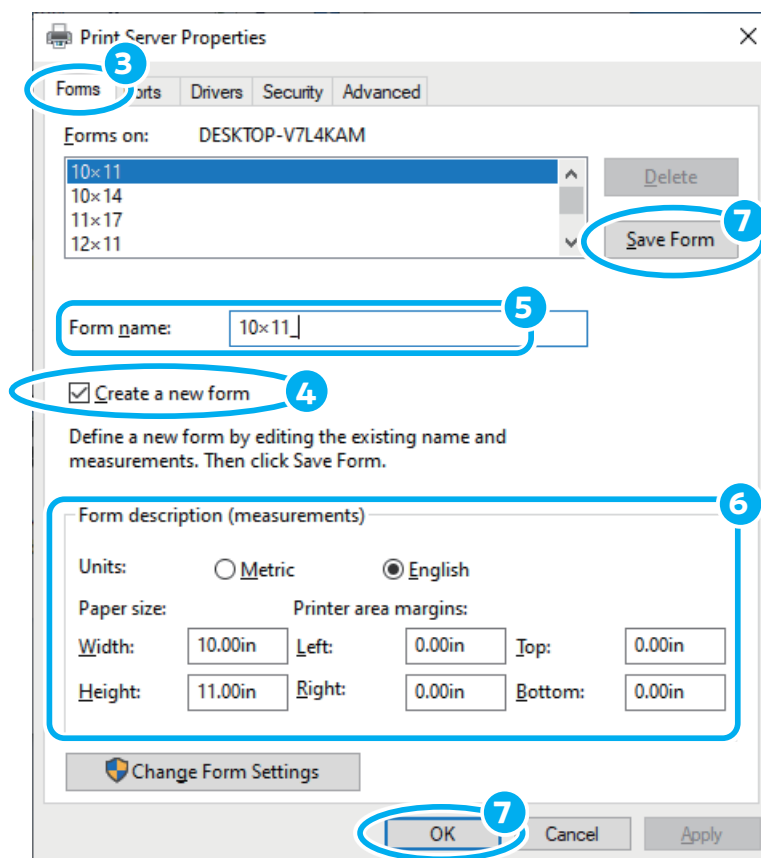 Print Server Properties
3
Forms Ports Drivers Security Advanced
Forms on: DESKTOP-V7L4KAM
10×11
10×14
11×17
12×11
Delete
7
Save Form
5
Form name: 10×11_
Create a new form 4
Define a new form by editing the existing name and
measurements. Then click Save Form.
6
Form description (measurements)
Units: Metric English
Paper size: Printer area margins:
Width: 10.00in Left: 0.00in Top: 0.00in
Height: 11.00in Right: 0.00in Bottom: 0.00in
Change Form Settings
7
OK Cancel Apply